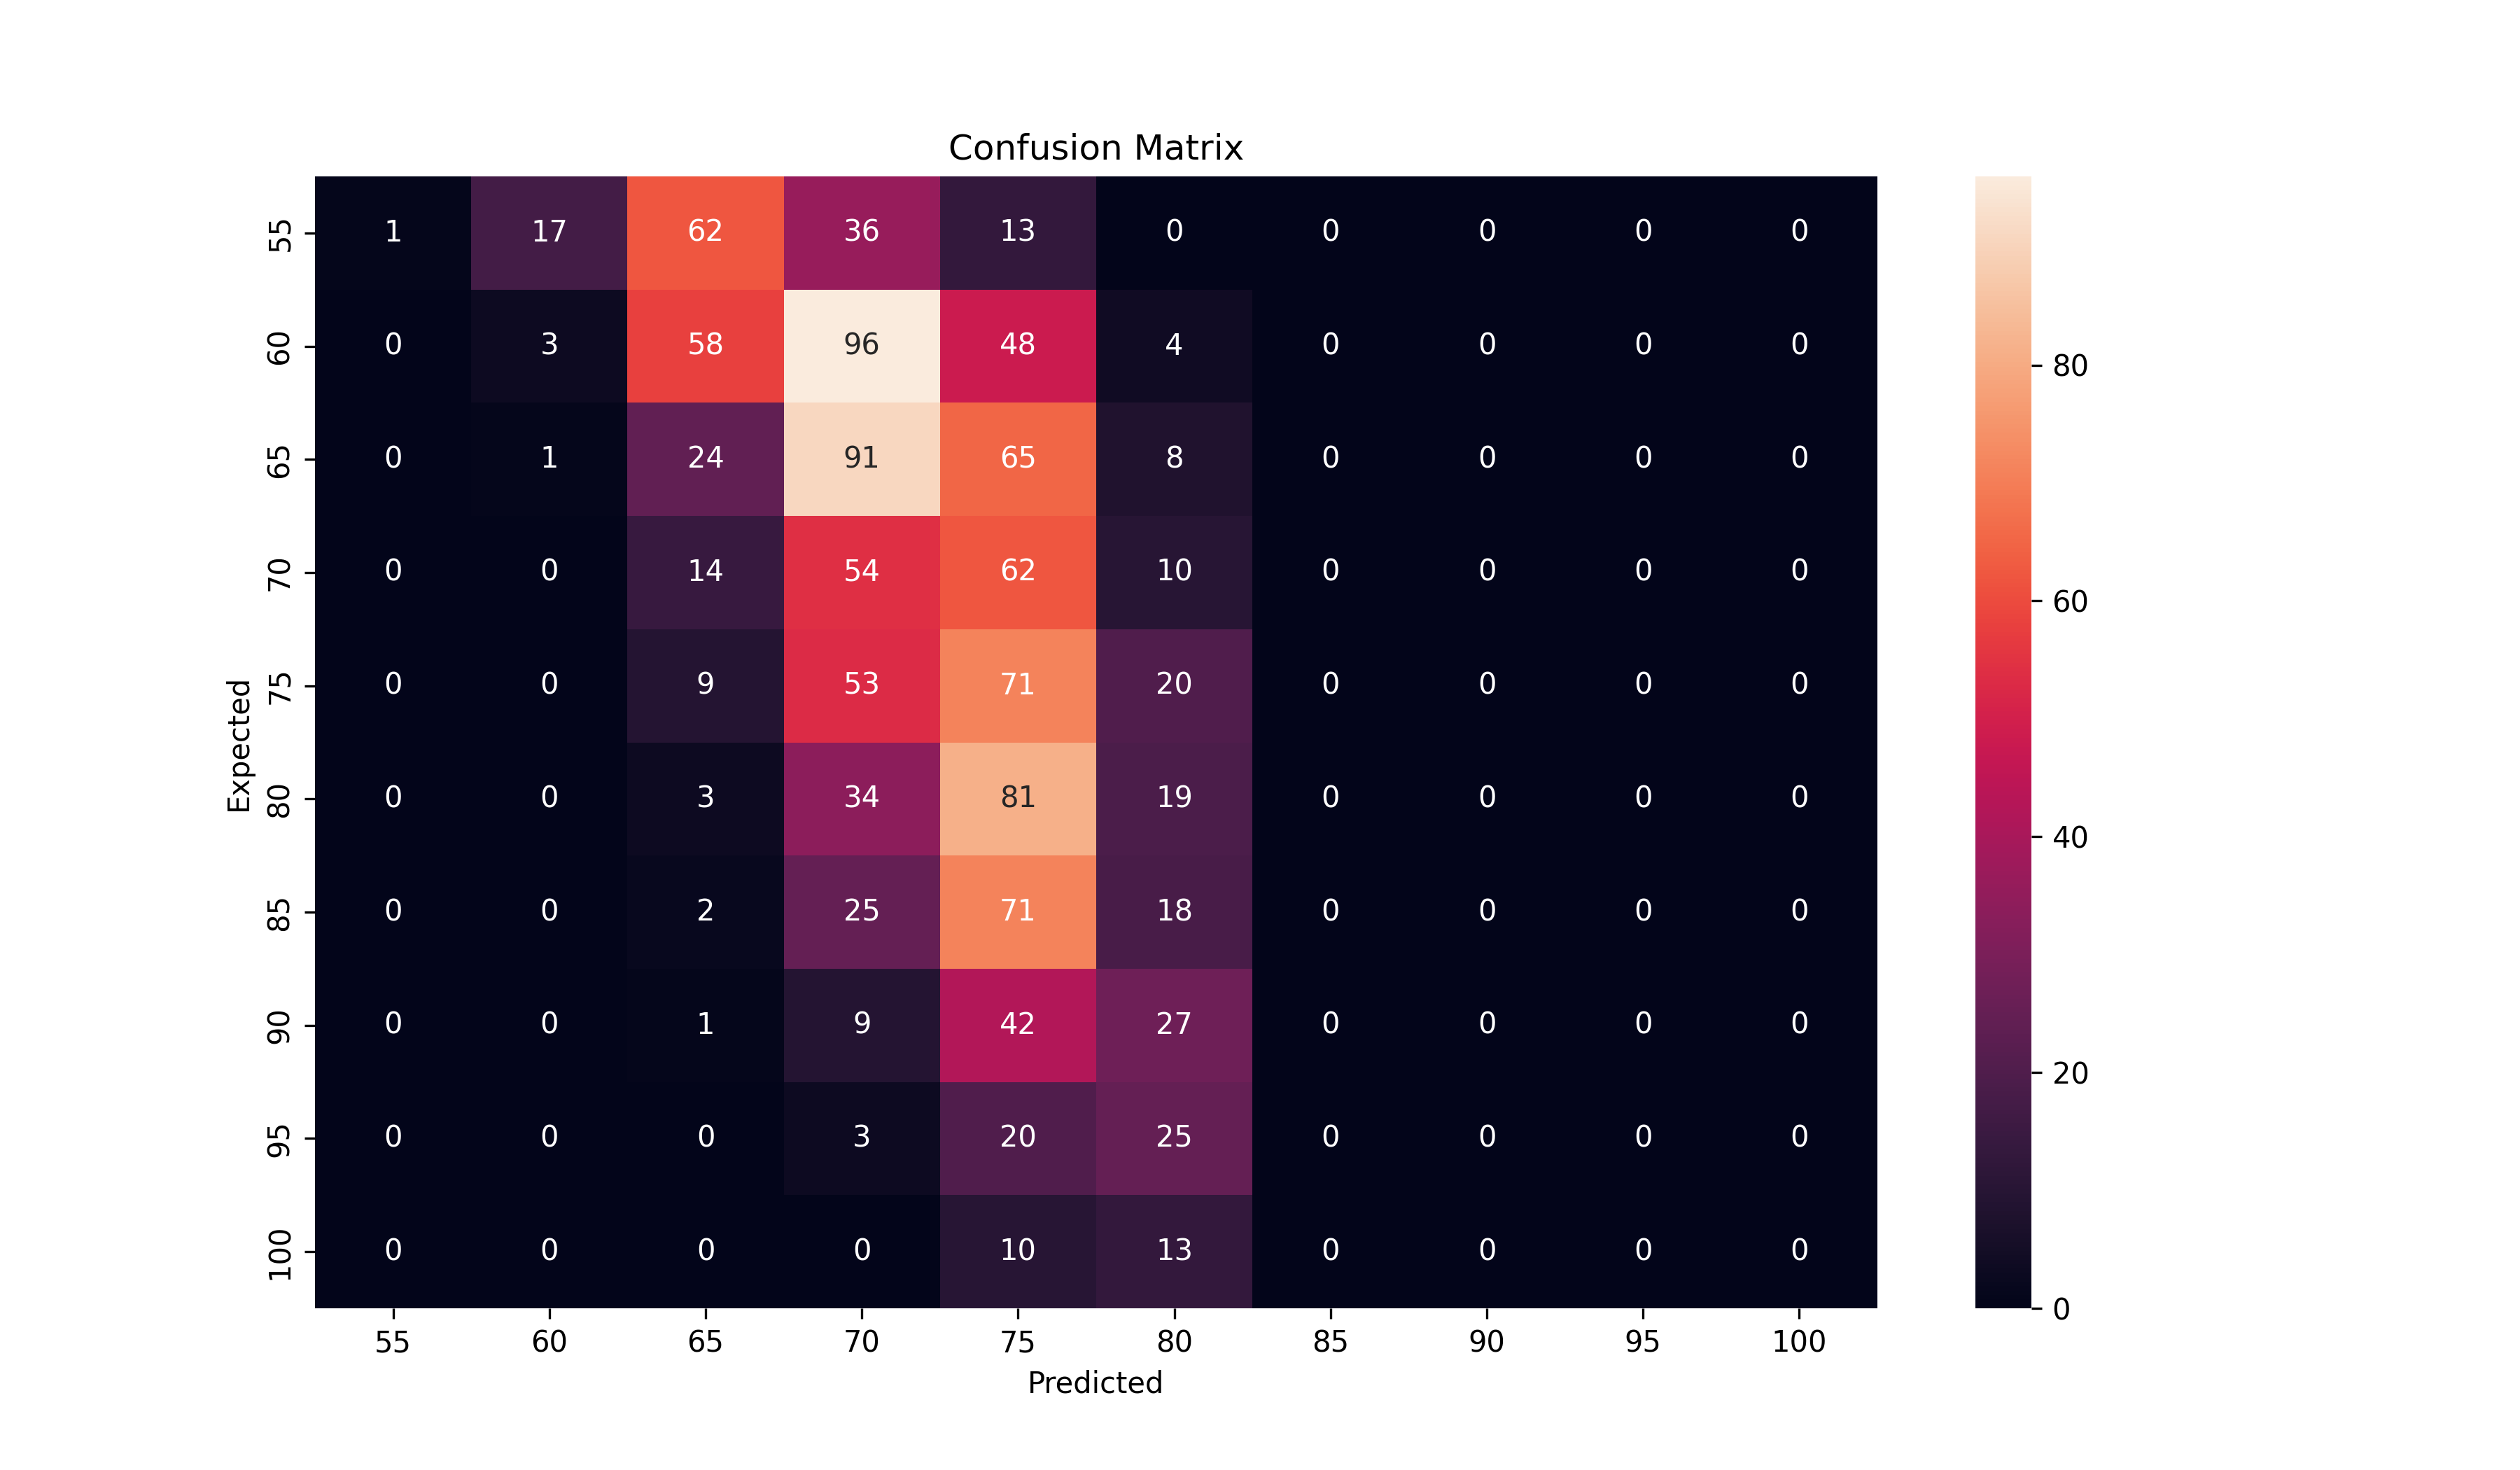 Confusion Matrix
55 1 17 62 36 13 0 0 0 0 0
60 0 3 58 96 48 4 0 0 0 0
65 0 1 24 91 65 8 0 0 0 0
70 0 0 14 54 62 10 0 0 0 0
75 0 0 9 53 71 20 0 0 0 0
80 0 0 3 34 81 19 0 0 0 0
85 0 0 2 25 71 18 0 0 0 0
90 0 0 1 9 42 27 0 0 0 0
95 0 0 0 3 20 25 0 0 0 0
100 0 0 0 0 10 13 0 0 0 0
55 60 65 70 75 80 85 90 95 100
Predicted
Expected
80
60
40
20
0